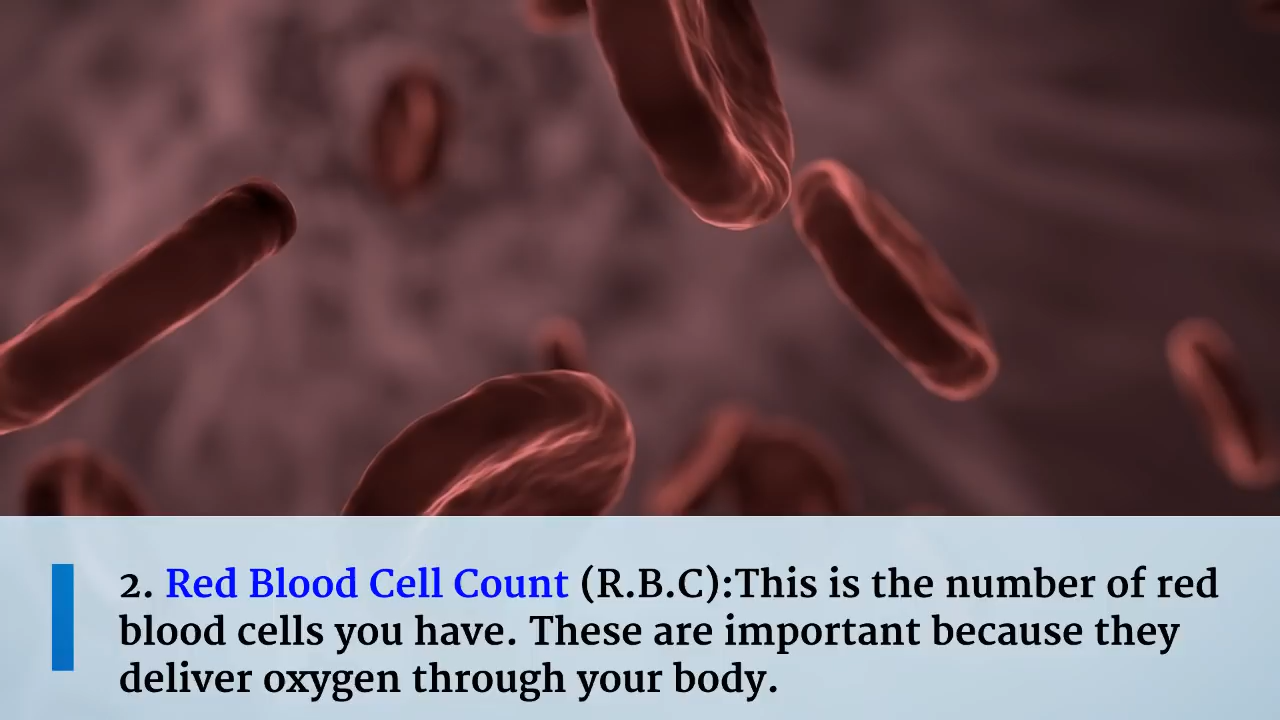 2. Red Blood Cell Count (R.B.C):This is the number of red
blood cells you have. These are important because they
deliver oxygen through your body.